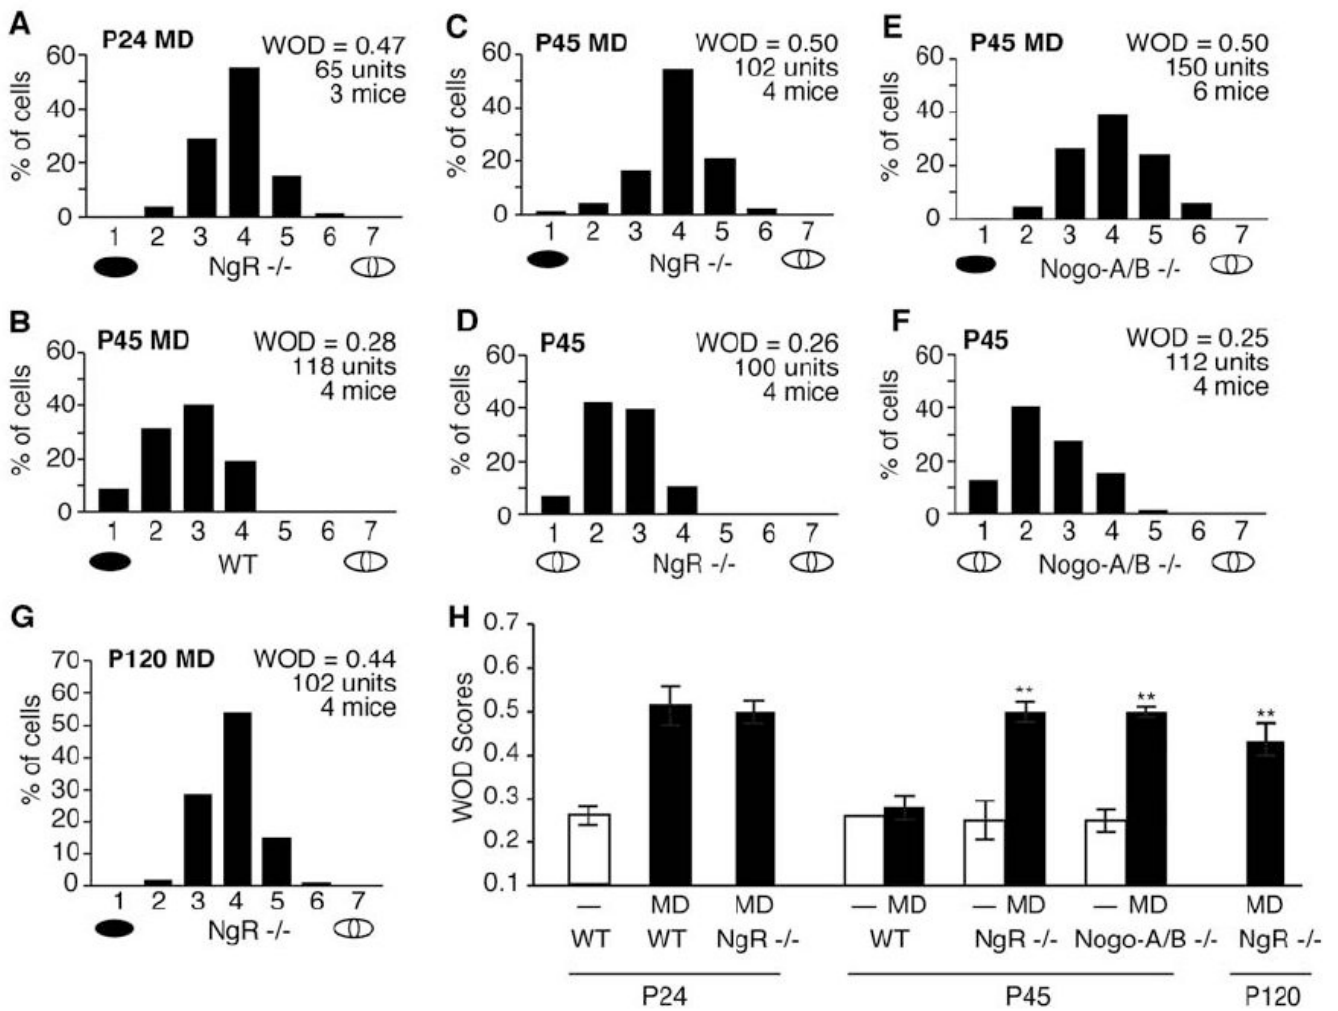 A
P24 MD
WOD = 0.47
65 units
3 mice
% of cells
60
40
20
0
1 2 3 4 5 6 7
NgR -/-
C
P45 MD
WOD = 0.50
102 units
4 mice
% of cells
60
40
20
0
1 2 3 4 5 6 7
NgR -/-
E
P45 MD
WOD = 0.50
150 units
6 mice
% of cells
60
40
20
0
1 2 3 4 5 6 7
Nogo-A/B -/-
B
P45 MD
WOD = 0.28
118 units
4 mice
% of cells
60
40
20
0
1 2 3 4 5 6 7
WT
D
P45
WOD = 0.26
100 units
4 mice
% of cells
60
40
20
0
1 2 3 4 5 6 7
NgR -/-
F
P45
WOD = 0.25
112 units
4 mice
% of cells
60
40
20
0
1 2 3 4 5 6 7
Nogo-A/B -/-
G
P120 MD
WOD = 0.44
102 units
4 mice
% of cells
70
60
50
40
30
20
10
0
1 2 3 4 5 6 7
NgR -/-
H
WOD Scores
0.7
0.6
0.5
0.4
0.3
0.2
0.1
** ** **
— MD MD — MD — MD — MD MD
WT WT NgR -/- WT NgR -/- Nogo-A/B -/- NgR -/-
P24 P45 P120